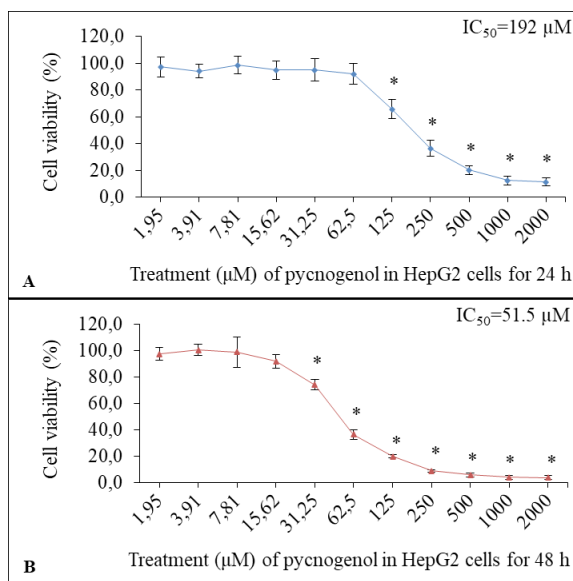 IC50=192 μM
Cell viability (%)
120,0
100,0
80,0
60,0
40,0
20,0
0,0
* * * * *
1,95 3,91 7,81 15,62 31,25 62,5 125 250 500 1000 2000
A Treatment (μM) of pycnogenol in HepG2 cells for 24 h
IC50=51.5 μM
Cell viability (%)
120,0
100,0
80,0
60,0
40,0
20,0
0,0
* * * * * * *
1,95 3,91 7,81 15,62 31,25 62,5 125 250 500 1000 2000
B Treatment (μM) of pycnogenol in HepG2 cells for 48 h